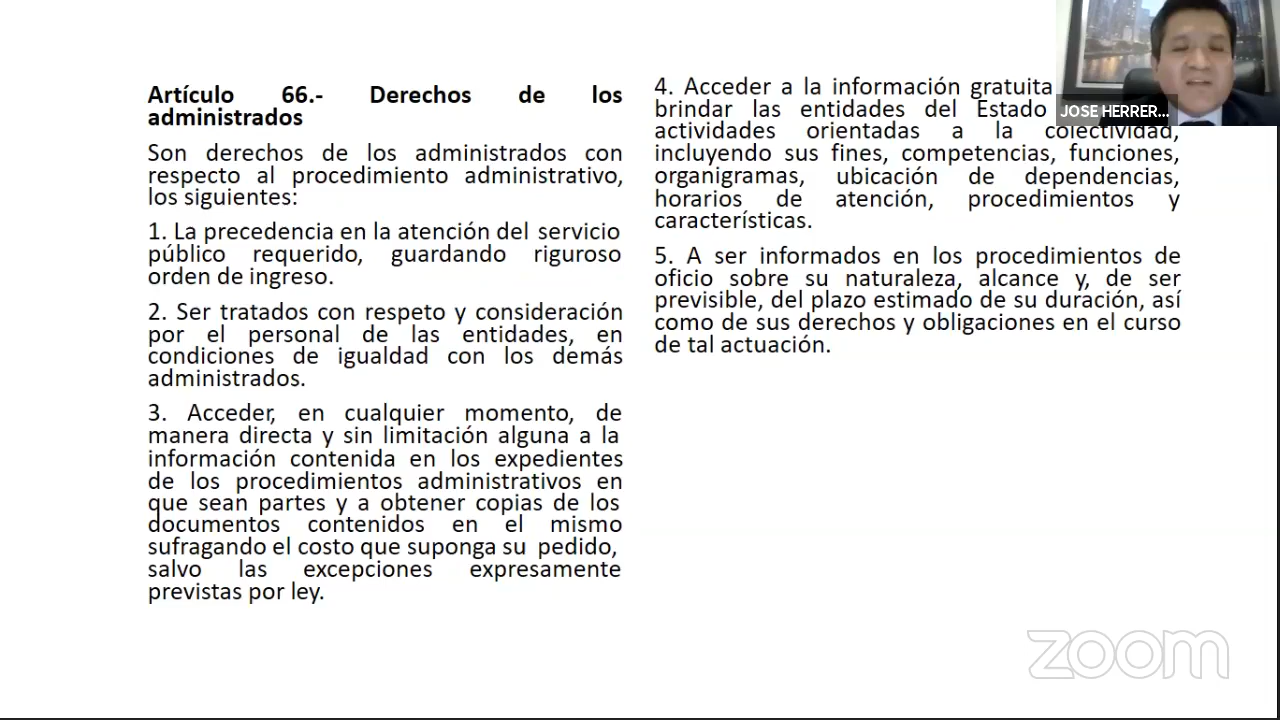 Artículo 66.- Derechos de los
administrados
Son derechos de los administrados con
respecto al procedimiento administrativo,
los siguientes:
1. La precedencia en la atención del servicio
público requerido, guardando riguroso
orden de ingreso.
2. Ser tratados con respeto y consideración
por el personal de las entidades, en
condiciones de igualdad con los demás
administrados.
3. Acceder, en cualquier momento, de
manera directa y sin limitación alguna a la
información contenida en los expedientes
de los procedimientos administrativos en
que sean partes y a obtener copias de los
documentos contenidos en el mismo
sufragando el costo que suponga su pedido,
salvo las excepciones expresamente
previstas por ley.
4. Acceder a la información gratuita
brindar las entidades del Estado
actividades orientadas a la colectividad,
incluyendo sus fines, competencias, funciones,
organigramas, ubicación de dependencias,
horarios de atención, procedimientos y
características.
5. A ser informados en los procedimientos de
oficio sobre su naturaleza, alcance y, de ser
previsible, del plazo estimado de su duración, así
como de sus derechos y obligaciones en el curso
de tal actuación.
JOSE HERRER...
zoom